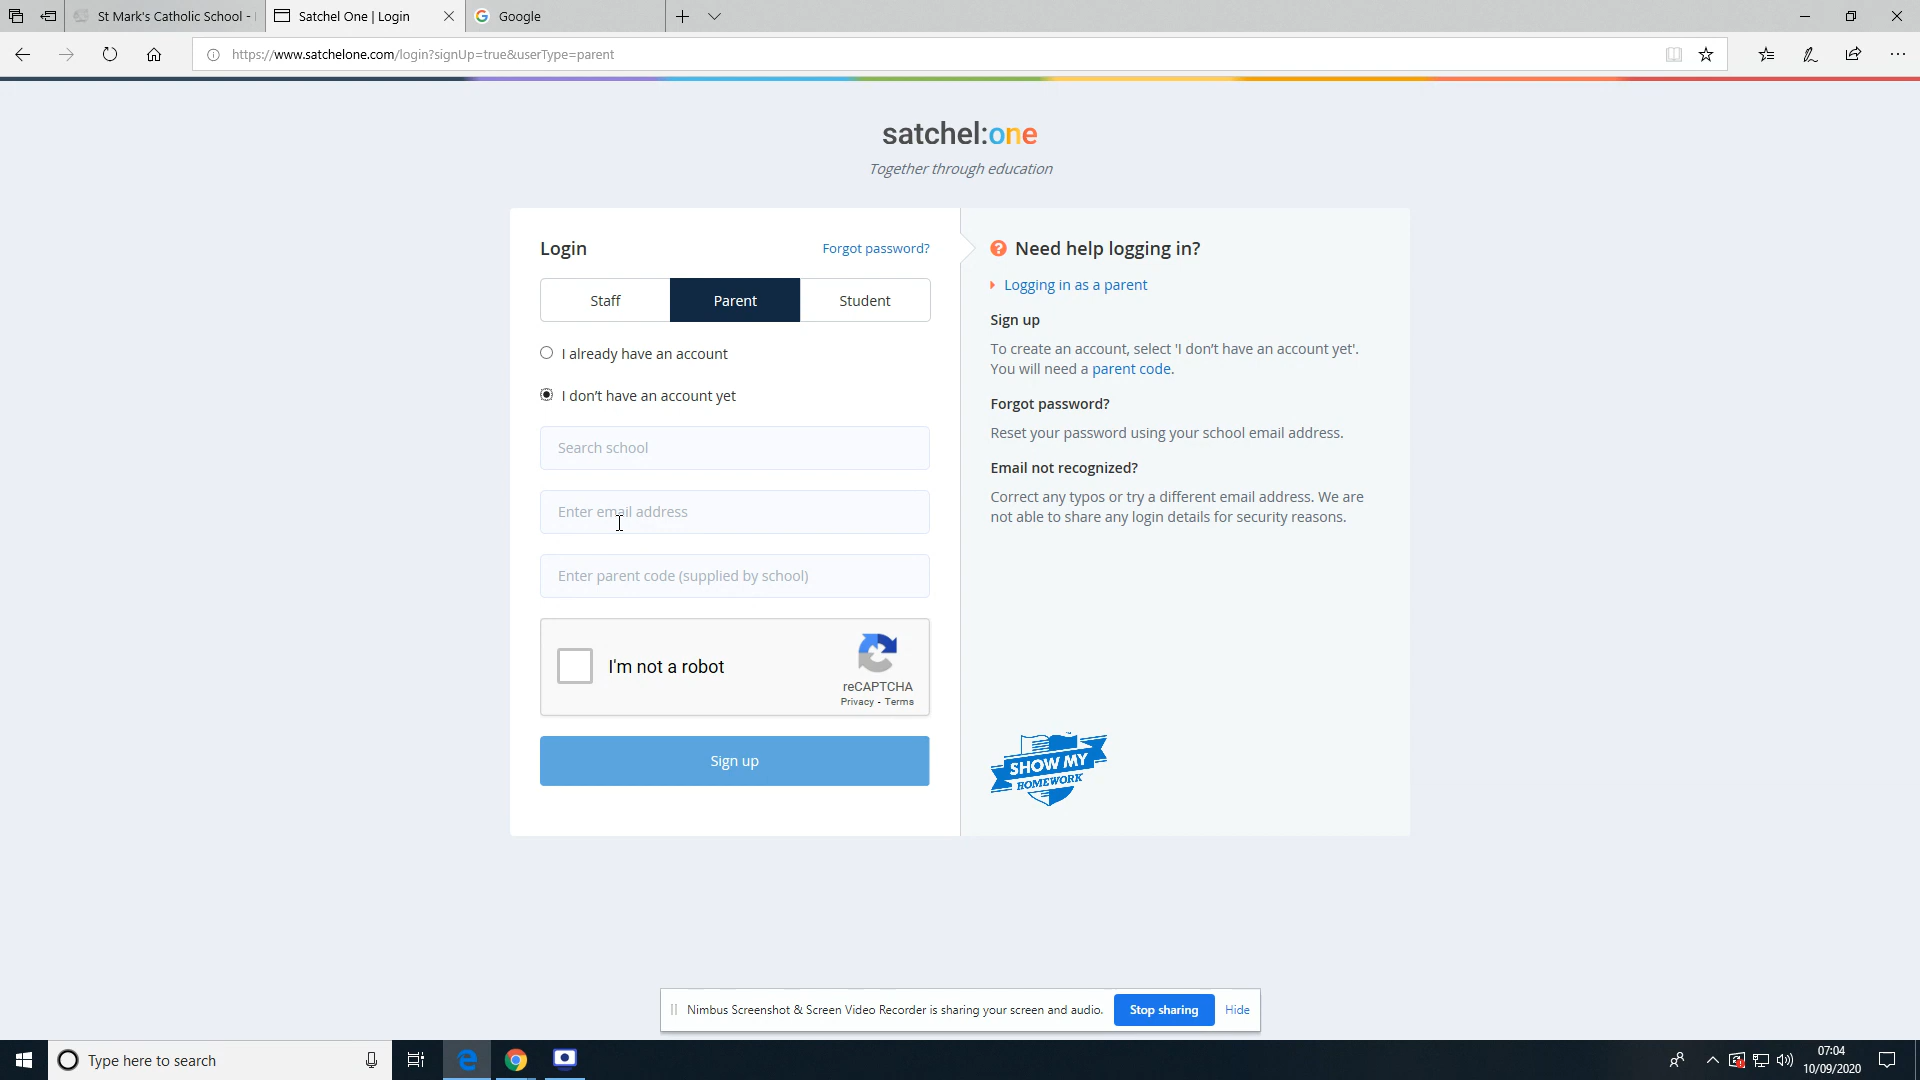 St Mark's Catholic School -
Satchel One | Login
Google
https://www.satchelone.com/login?signUp=true&userType=parent
satchel:one
Together through education
Login
Forgot password?
Staff
Parent
Student
I already have an account
I don't have an account yet
Search school
Enter email address
Enter parent code (supplied by school)
I'm not a robot
reCAPTCHA
Privacy - Terms
Sign up
Need help logging in?
Logging in as a parent
Sign up
To create an account, select 'I don't have an account yet'.
You will need a parent code.
Forgot password?
Reset your password using your school email address.
Email not recognized?
Correct any typos or try a different email address. We are
not able to share any login details for security reasons.
SHOW MY
HOMEWORK
Nimbus Screenshot & Screen Video Recorder is sharing your screen and audio.
Stop sharing
Hide
Type here to search
07:04
10/09/2020